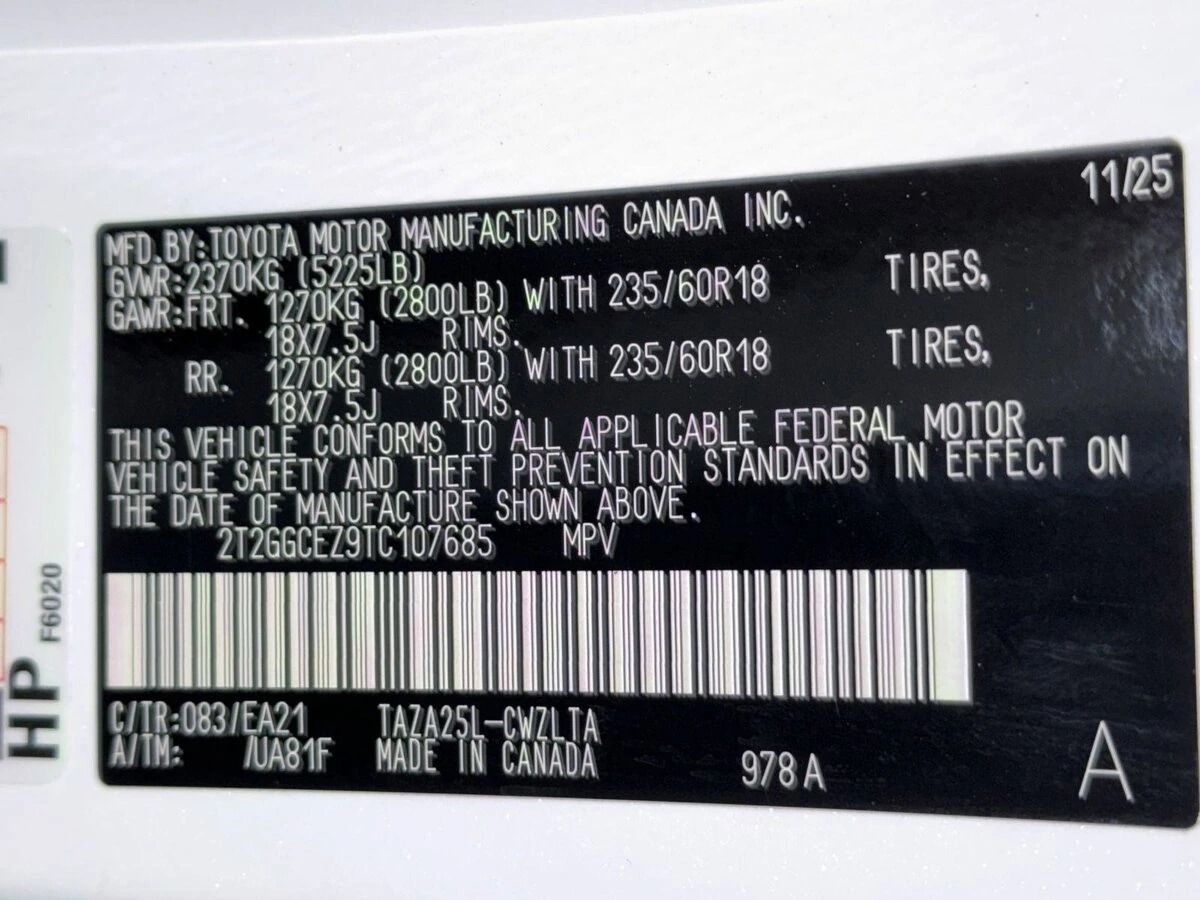 11/25
MFD.BY:TOYOTA MOTOR MANUFACTURING CANADA INC.
GVWR:2370KG (5225LB)
GAWR:FRT. 1270KG (2800LB) WITH 235/60R18 TIRES,
18X7.5J RIMS.
RR. 1270KG (2800LB) WITH 235/60R18 TIRES,
18X7.5J RIMS.
THIS VEHICLE CONFORMS TO ALL APPLICABLE FEDERAL MOTOR
VEHICLE SAFETY AND THEFT PREVENTION STANDARDS IN EFFECT ON
THE DATE OF MANUFACTURE SHOWN ABOVE.
2T2GGCEZ9TC107685 MPV
C/TR:083/EA21 TAZA25L-CWZLTA
A/TM: /UA81F MADE IN CANADA 978A A
HP F6020